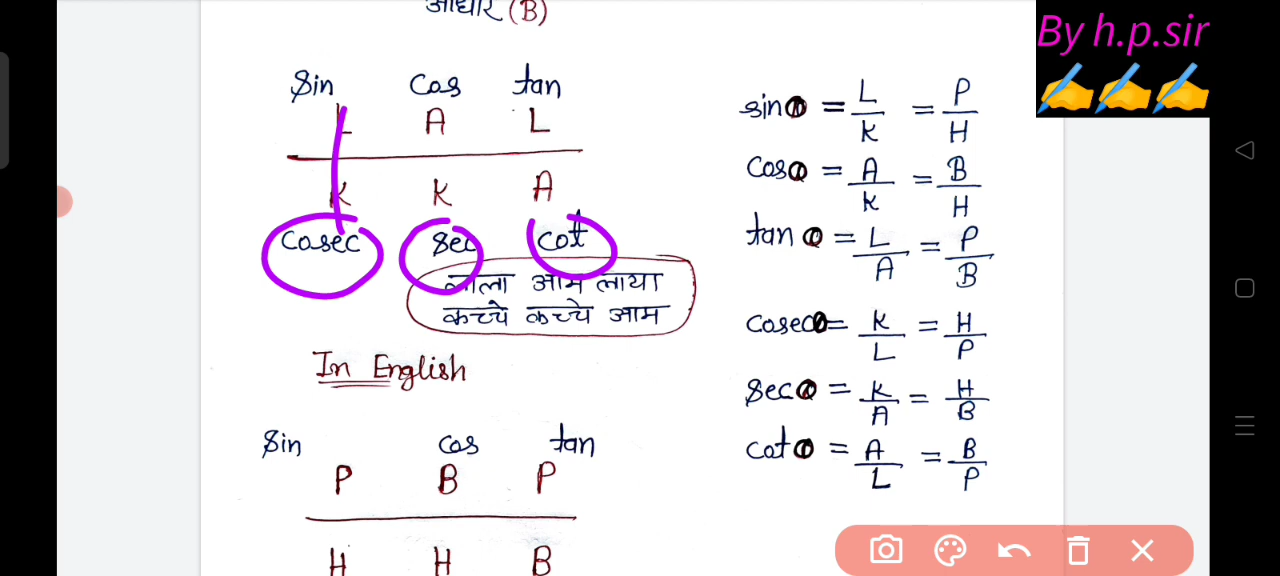 आधार (B)
By h.p.sir
Sin cos tan
L A L
K K A
cosec sec cot
लाला आम लाया
कच्चे कच्चे आम
In English
Sin cos tan
P B P
H H B
sinθ = L/K = P/H
cosθ = A/K = B/H
tanθ = L/A = P/B
cosecθ = K/L = H/P
secθ = K/A = H/B
cotθ = A/L = B/P